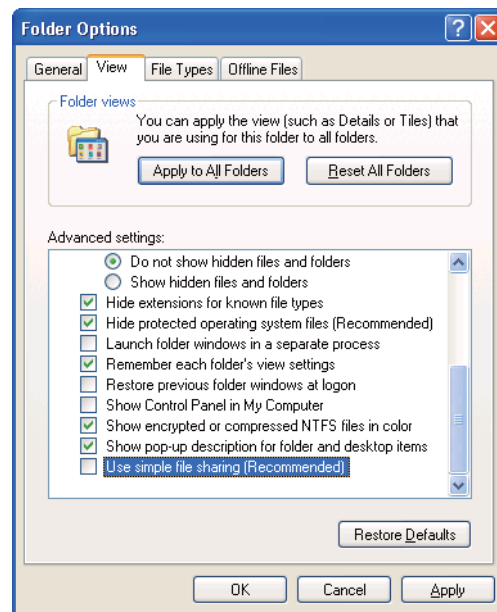 Folder Options
General View File Types Offline Files
Folder views
You can apply the view (such as Details or Tiles) that
you are using for this folder to all folders.
Apply to All Folders Reset All Folders
Advanced settings:
Do not show hidden files and folders
Show hidden files and folders
Hide extensions for known file types
Hide protected operating system files (Recommended)
Launch folder windows in a separate process
Remember each folder's view settings
Restore previous folder windows at logon
Show Control Panel in My Computer
Show encrypted or compressed NTFS files in color
Show pop-up description for folder and desktop items
Use simple file sharing (Recommended)
Restore Defaults
OK Cancel Apply